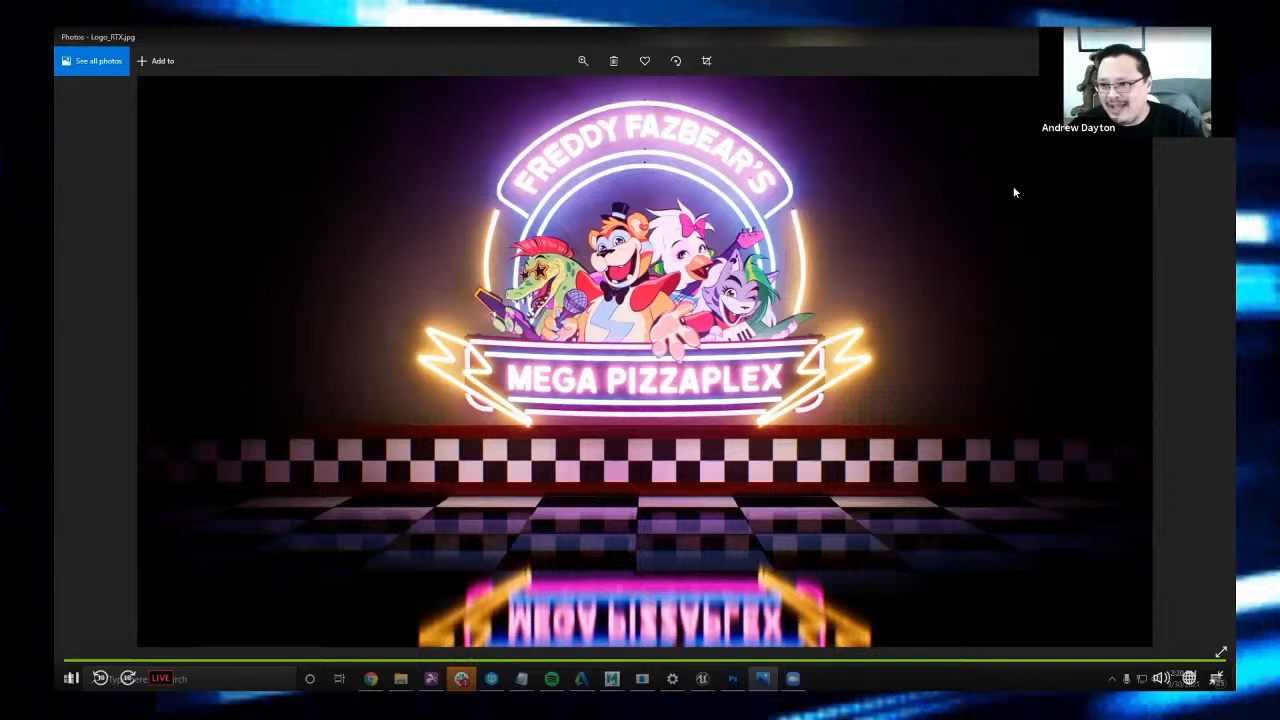 Photos - Logo_RTX.jpg
See all photos
Add to
Andrew Dayton
FREDDY FAZBEAR'S
MEGA PIZZAPLEX
LIVE